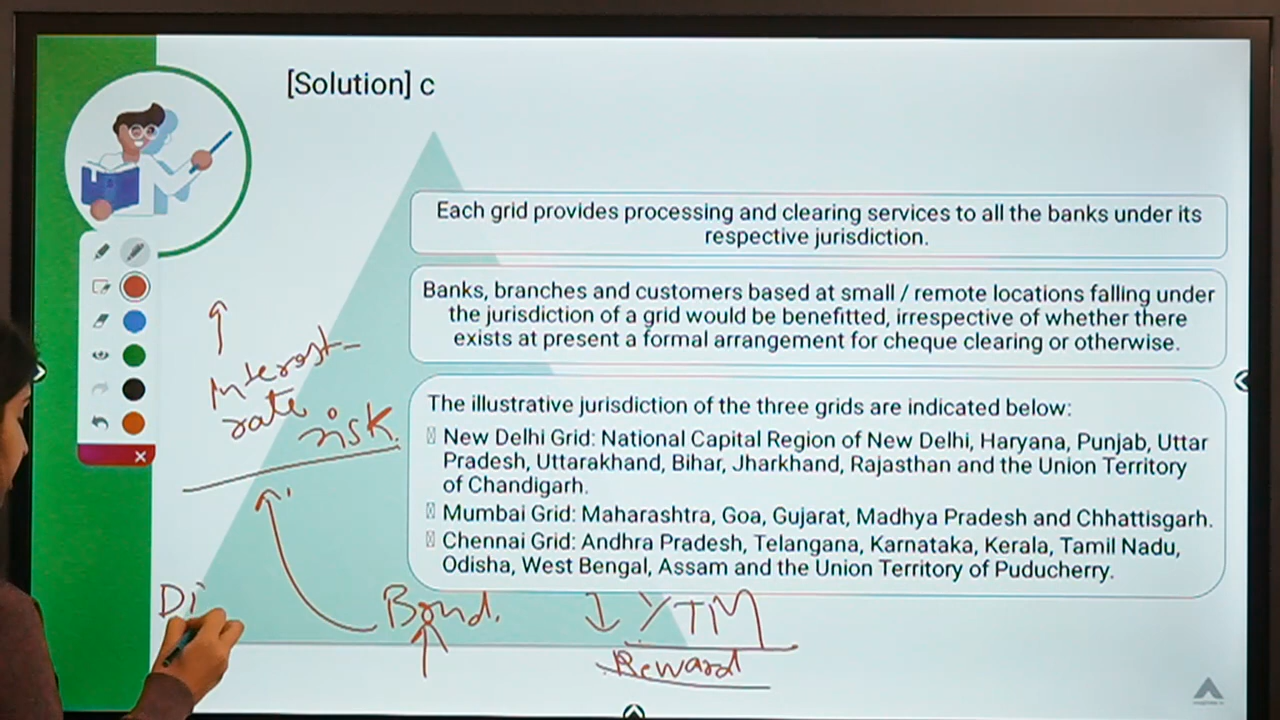 [Solution] c
Each grid provides processing and clearing services to all the banks under its
respective jurisdiction.
Banks, branches and customers based at small / remote locations falling under
the jurisdiction of a grid would be benefitted, irrespective of whether there
exists at present a formal arrangement for cheque clearing or otherwise.
The illustrative jurisdiction of the three grids are indicated below:
New Delhi Grid: National Capital Region of New Delhi, Haryana, Punjab, Uttar
Pradesh, Uttarakhand, Bihar, Jharkhand, Rajasthan and the Union Territory
of Chandigarh.
Mumbai Grid: Maharashtra, Goa, Gujarat, Madhya Pradesh and Chhattisgarh.
Chennai Grid: Andhra Pradesh, Telangana, Karnataka, Kerala, Tamil Nadu,
Odisha, West Bengal, Assam and the Union Territory of Puducherry.
↑
Interest
rate
risk.
Di
Bond.
↑
↓ YTM
Reward